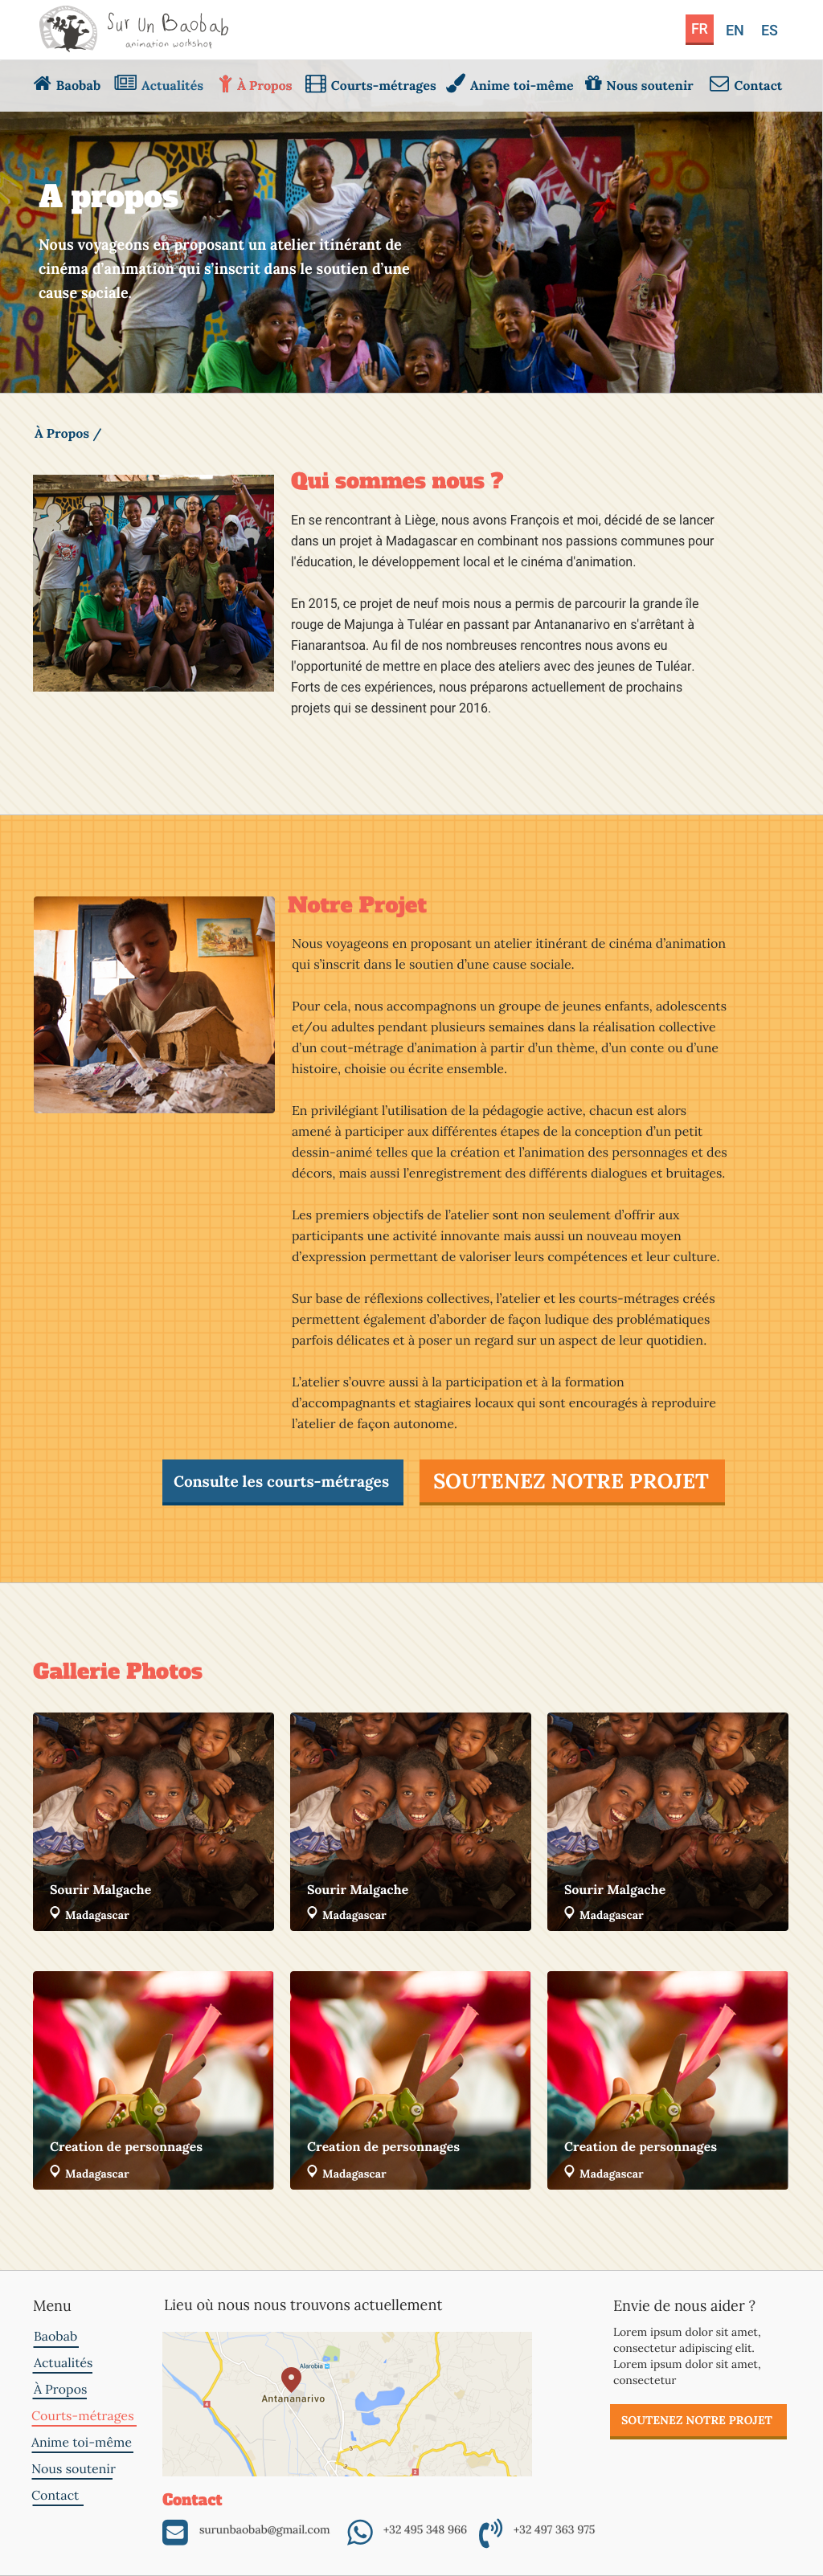 Sur Un Baobab
animation workshop
FR EN ES
Baobab Actualités À Propos Courts-métrages Anime toi-même Nous soutenir Contact
A propos
Nous voyageons en proposant un atelier itinérant de
cinéma d'animation qui s'inscrit dans le soutien d'une
cause sociale.
À Propos /
Qui sommes nous ?
En se rencontrant à Liège, nous avons François et moi, décidé de se lancer
dans un projet à Madagascar en combinant nos passions communes pour
l'éducation, le développement local et le cinéma d'animation.
En 2015, ce projet de neuf mois nous a permis de parcourir la grande île
rouge de Majunga à Tuléar en passant par Antananarivo en s'arrêtant à
Fianarantsoa. Au fil de nos nombreuses rencontres nous avons eu
l'opportunité de mettre en place des ateliers avec des jeunes de Tuléar.
Forts de ces expériences, nous préparons actuellement de prochains
projets qui se dessinent pour 2016.
Notre Projet
Nous voyageons en proposant un atelier itinérant de cinéma d'animation
qui s'inscrit dans le soutien d'une cause sociale.
Pour cela, nous accompagnons un groupe de jeunes enfants, adolescents
et/ou adultes pendant plusieurs semaines dans la réalisation collective
d'un cout-métrage d'animation à partir d'un thème, d'un conte ou d'une
histoire, choisie ou écrite ensemble.
En privilégiant l'utilisation de la pédagogie active, chacun est alors
amené à participer aux différentes étapes de la conception d'un petit
dessin-animé telles que la création et l'animation des personnages et des
décors, mais aussi l'enregistrement des différents dialogues et bruitages.
Les premiers objectifs de l'atelier sont non seulement d'offrir aux
participants une activité innovante mais aussi un nouveau moyen
d'expression permettant de valoriser leurs compétences et leur culture.
Sur base de réflexions collectives, l'atelier et les courts-métrages créés
permettent également d'aborder de façon ludique des problématiques
parfois délicates et à poser un regard sur un aspect de leur quotidien.
L'atelier s'ouvre aussi à la participation et à la formation
d'accompagnants et stagiaires locaux qui sont encouragés à reproduire
l'atelier de façon autonome.
Consulte les courts-métrages SOUTENEZ NOTRE PROJET
Gallerie Photos
Sourir Malgache Sourir Malgache Sourir Malgache
Madagascar Madagascar Madagascar
Creation de personnages Creation de personnages Creation de personnages
Madagascar Madagascar Madagascar
Menu
Baobab
Actualités
À Propos
Courts-métrages
Anime toi-même
Nous soutenir
Contact
Lieu où nous nous trouvons actuellement
Alarobia
Antananarivo
Contact
surunbaobab@gmail.com +32 495 348 966 +32 497 363 975
Envie de nous aider ?
Lorem ipsum dolor sit amet,
consectetur adipiscing elit.
Lorem ipsum dolor sit amet,
consectetur
SOUTENEZ NOTRE PROJET